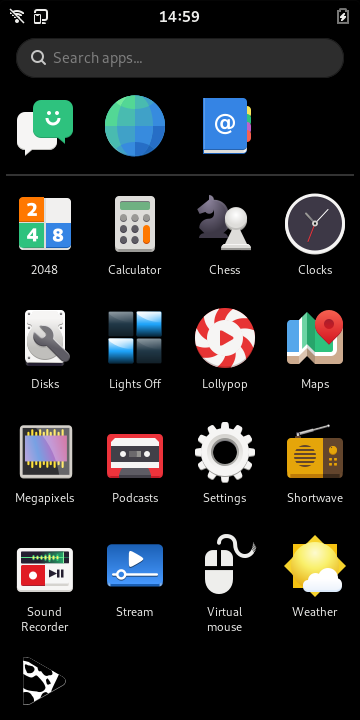 14:59
Search apps...
@
2 4 8
2048
Calculator
Chess
Clocks
Disks
Lights Off
Lollypop
Maps
Megapixels
Podcasts
Settings
Shortwave
Sound
Recorder
Stream
Virtual
mouse
Weather